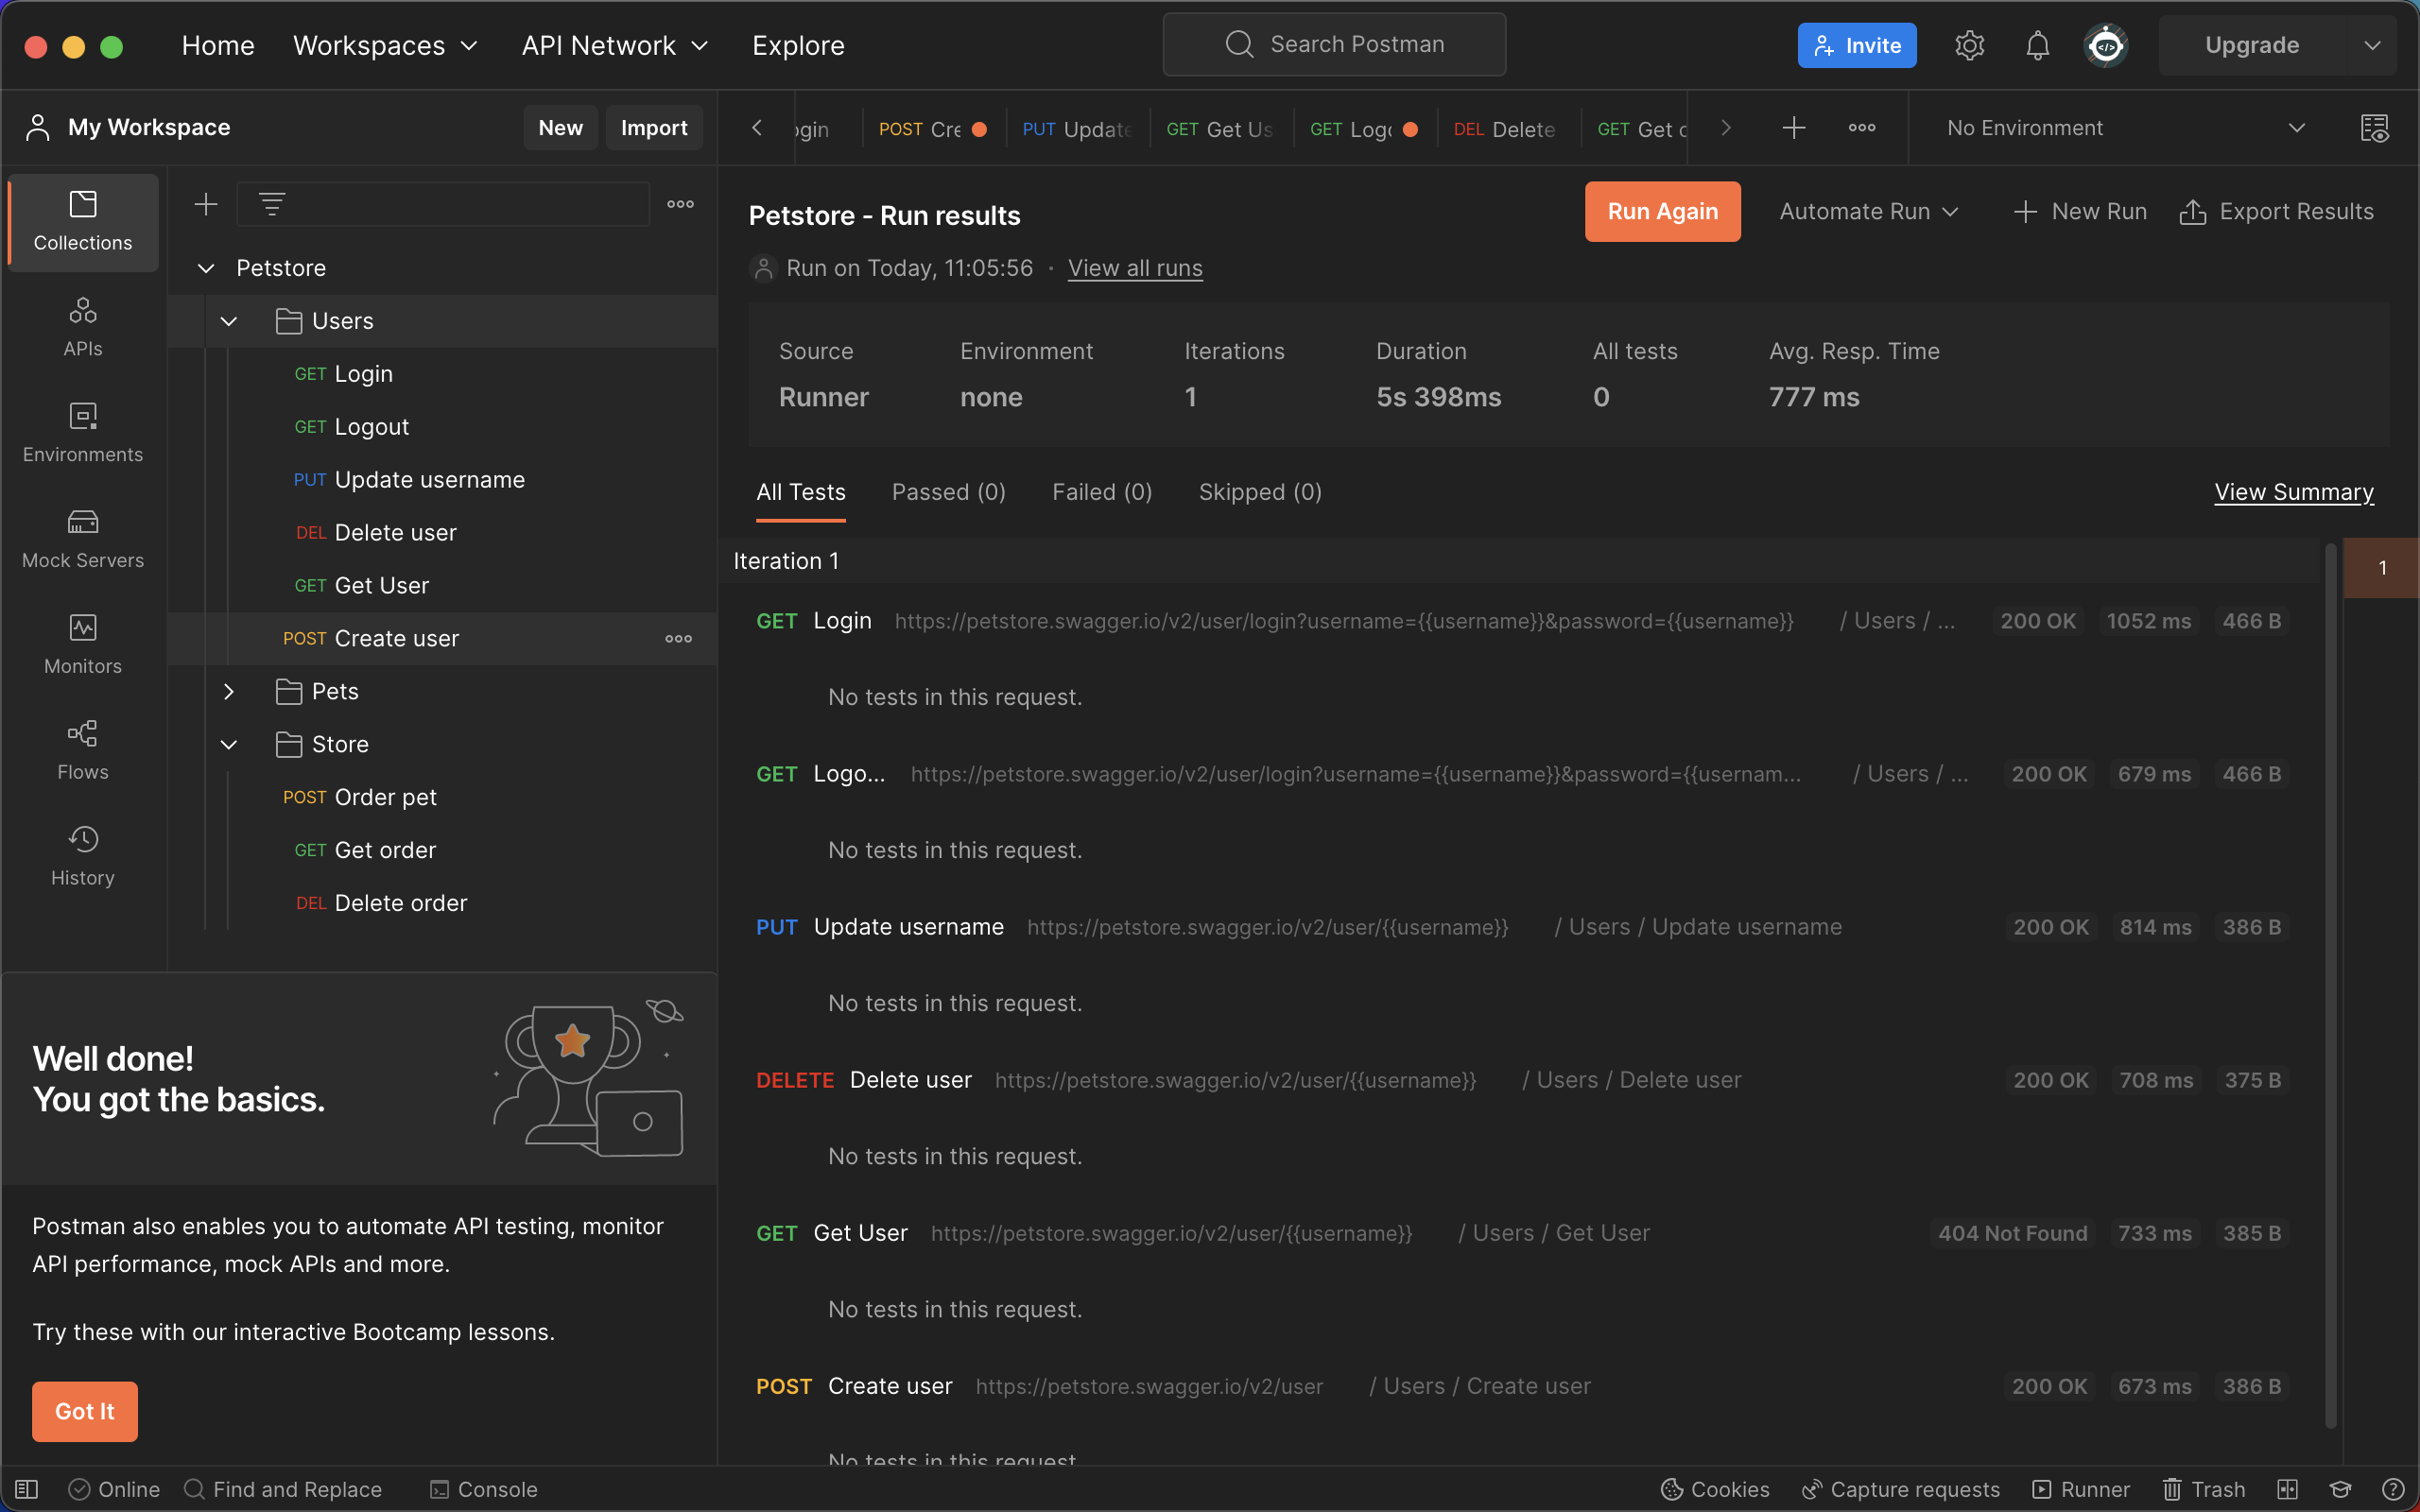 Home Workspaces API Network Explore Search Postman Invite Upgrade
My Workspace New Import
POST Cre PUT Update GET Get Us GET Logo DEL Delete GET Get No Environment
Collections
APIs
Environments
Mock Servers
Monitors
Flows
History
Petstore
Users
GET Login
GET Logout
PUT Update username
DEL Delete user
GET Get User
POST Create user
Pets
Store
POST Order pet
GET Get order
DEL Delete order
Well done!
You got the basics.
Postman also enables you to automate API testing, monitor
API performance, mock APIs and more.
Try these with our interactive Bootcamp lessons.
Got It
Petstore - Run results Run Again Automate Run New Run Export Results
Run on Today, 11:05:56 · View all runs
Source Environment Iterations Duration All tests Avg. Resp. Time
Runner none 1 5s 398ms 0 777 ms
All Tests Passed (0) Failed (0) Skipped (0) View Summary
Iteration 1 1
GET Login https://petstore.swagger.io/v2/user/login?username={{username}}&password={{username}} / Users / ... 200 OK 1052 ms 466 B
No tests in this request.
GET Logo... https://petstore.swagger.io/v2/user/login?username={{username}}&password={{usernam... / Users / ... 200 OK 679 ms 466 B
No tests in this request.
PUT Update username https://petstore.swagger.io/v2/user/{{username}} / Users / Update username 200 OK 814 ms 386 B
No tests in this request.
DELETE Delete user https://petstore.swagger.io/v2/user/{{username}} / Users / Delete user 200 OK 708 ms 375 B
No tests in this request.
GET Get User https://petstore.swagger.io/v2/user/{{username}} / Users / Get User 404 Not Found 733 ms 385 B
No tests in this request.
POST Create user https://petstore.swagger.io/v2/user / Users / Create user 200 OK 673 ms 386 B
No tests in this request.
Online Find and Replace Console Cookies Capture requests Runner Trash